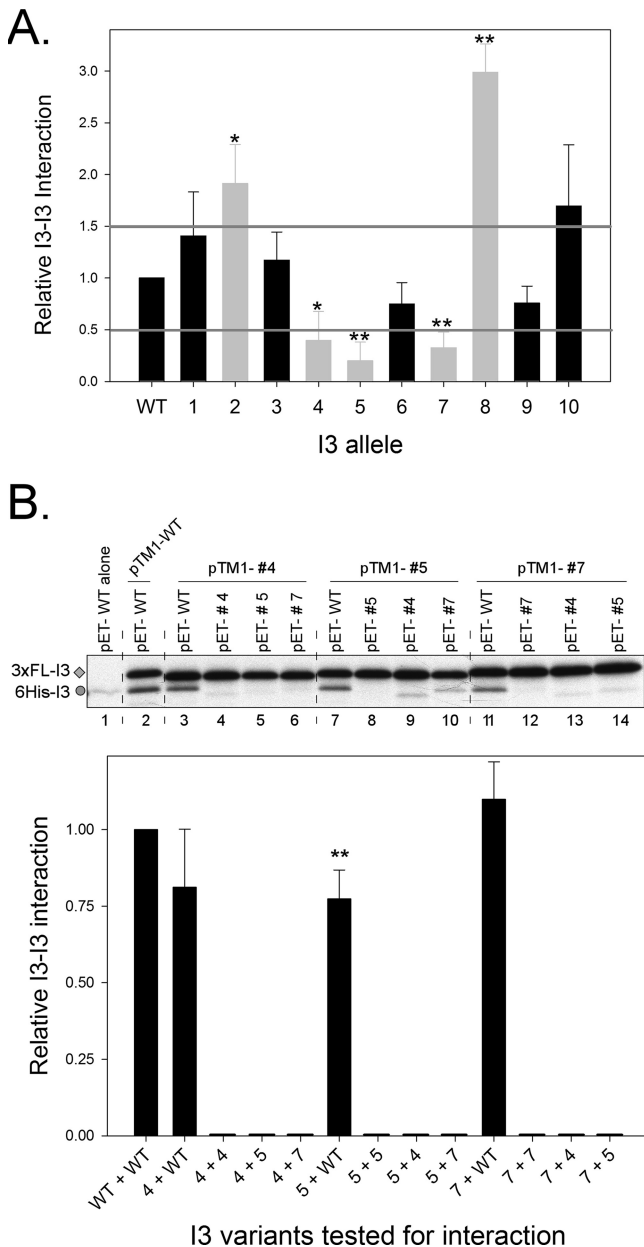 A.
Relative I3-I3 Interaction
3.0
2.5
2.0
1.5
1.0
0.5
0.0
*
*
**
**
**
WT 1 2 3 4 5 6 7 8 9 10
I3 allele
B.
pET- WT alone
pTM1-WT
pET- WT
pTM1- #4
pET- WT
pET- # 4
pET- # 5
pET- # 7
pTM1- #5
pET- WT
pET- #5
pET- #4
pET- #7
pTM1- #7
pET- WT
pET- #7
pET- #4
pET- #5
3xFL-I3
6His-I3
1 2 3 4 5 6 7 8 9 10 11 12 13 14
Relative I3-I3 interaction
1.00
0.75
0.50
0.25
0.00
**
WT + WT
4 + WT
4 + 4
4 + 5
4 + 7
5 + WT
5 + 5
5 + 4
5 + 7
7 + WT
7 + 7
7 + 4
7 + 5
I3 variants tested for interaction